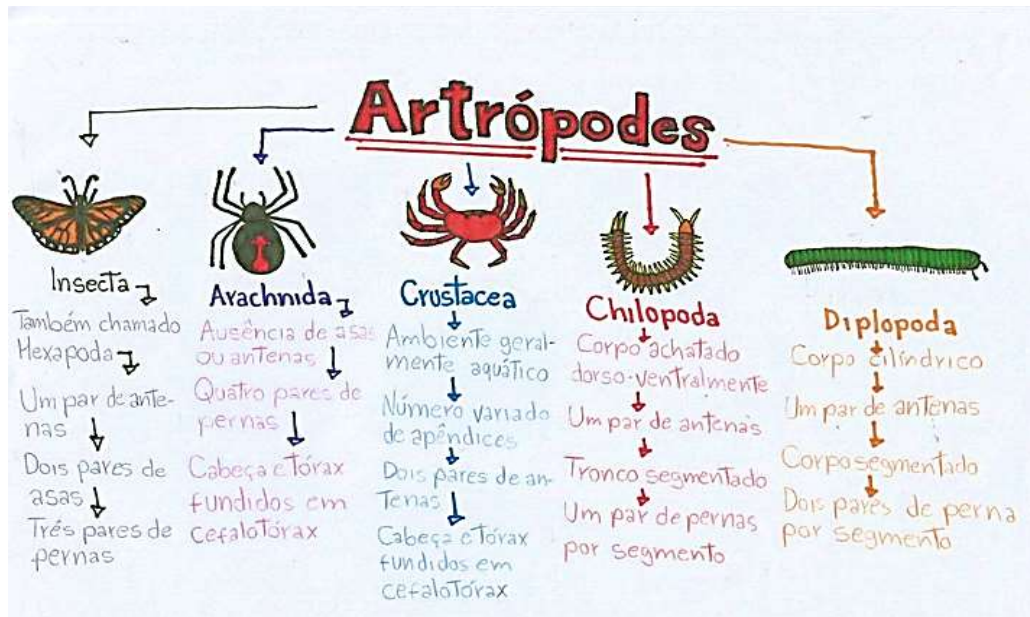 Artrópodes
Insecta
Também chamado
Hexapoda
Um par de ante-
nas
Dois pares de
asas
Três pares de
pernas
Arachnida
Ausência de asas
ou antenas
Quatro pares de
pernas
Cabeça e Tórax
fundidos em
cefaloTórax
Crustacea
Ambiente geral-
mente aquático
Número variado
de apêndices
Dois pares de an-
tenas
Cabeça e Tórax
fundidos em
cefaloTórax
Chilopoda
Corpo achatado
dorso-ventralmente
Um par de antenas
Tronco segmentado
Um par de pernas
por segmento
Diplopoda
Corpo cilíndrico
Um par de antenas
Corpo segmentado
Dois pares de perna
por segmento